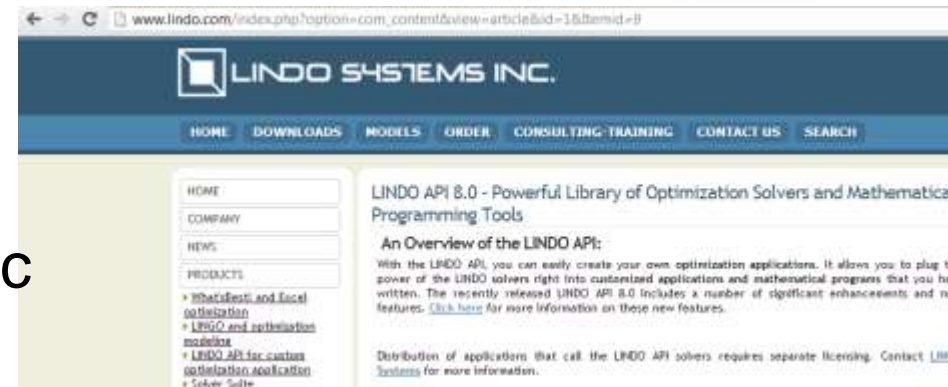 www.lindo.com/index.php?option=com_content&view=article&id=1&Itemid=9
LINDO SYSTEMS INC.
HOME DOWNLOADS MODELS ORDER CONSULTING-TRAINING CONTACT US SEARCH
HOME
COMPANY
NEWS
PRODUCTS
What'sBest! and Excel
optimization
LINGO and optimization
modeling
LINDO API for custom
optimization application
Solver Suite
C
LINDO API 8.0 - Powerful Library of Optimization Solvers and Mathematica
Programming Tools
An Overview of the LINDO API:
With the LINDO API, you can easily create your own optimization applications. It allows you to plug t
power of the LINDO solvers right into customized applications and mathematical programs that you h
written. The recently released LINDO API 8.0 includes a number of significant enhancements and n
features. Click here for more information on these new features.
Distribution of applications that call the LINDO API solvers requires separate licensing. Contact LIN
Systems for more information.